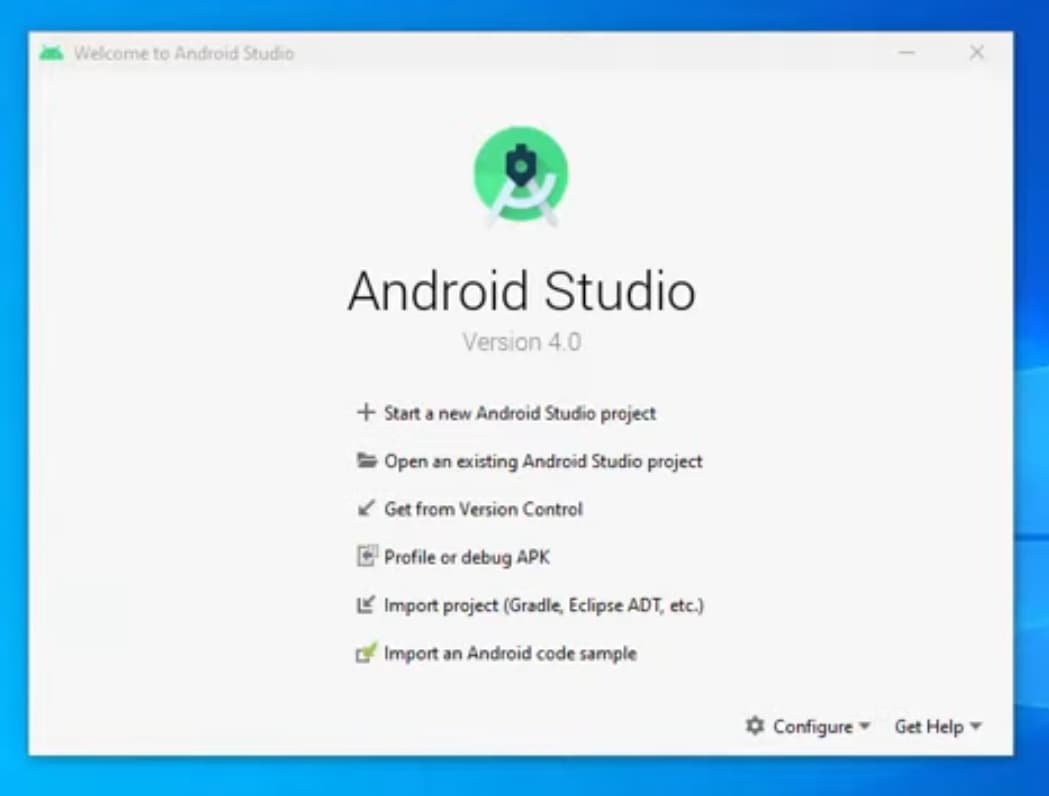 Welcome to Android Studio
Android Studio
Version 4.0
Start a new Android Studio project
Open an existing Android Studio project
Get from Version Control
Profile or debug APK
Import project (Gradle, Eclipse ADT, etc.)
Import an Android code sample
Configure Get Help